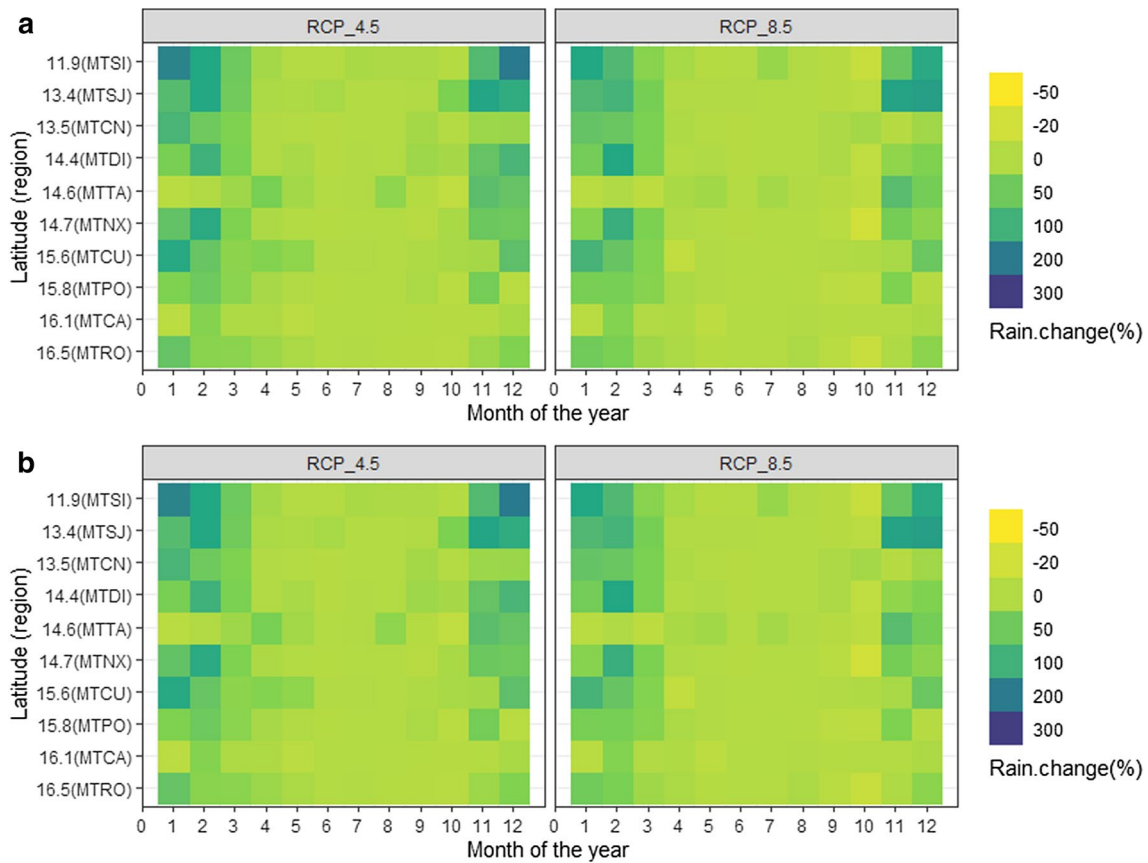 a
RCP_4.5
RCP_8.5
Latitude (region)
11.9(MTSI)
13.4(MTSJ)
13.5(MTCN)
14.4(MTDI)
14.6(MTTA)
14.7(MTNX)
15.6(MTCU)
15.8(MTPO)
16.1(MTCA)
16.5(MTRO)
0 1 2 3 4 5 6 7 8 9 10 11 12
0 1 2 3 4 5 6 7 8 9 10 11 12
Month of the year
-50
-20
0
50
100
200
300
Rain.change(%)
b
RCP_4.5
RCP_8.5
Latitude (region)
11.9(MTSI)
13.4(MTSJ)
13.5(MTCN)
14.4(MTDI)
14.6(MTTA)
14.7(MTNX)
15.6(MTCU)
15.8(MTPO)
16.1(MTCA)
16.5(MTRO)
0 1 2 3 4 5 6 7 8 9 10 11 12
0 1 2 3 4 5 6 7 8 9 10 11 12
Month of the year
-50
-20
0
50
100
200
300
Rain.change(%)